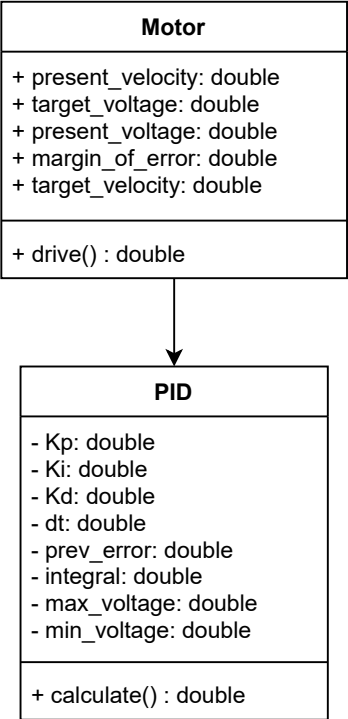 Motor
+ present_velocity: double
+ target_voltage: double
+ present_voltage: double
+ margin_of_error: double
+ target_velocity: double
+ drive() : double
PID
- Kp: double
- Ki: double
- Kd: double
- dt: double
- prev_error: double
- integral: double
- max_voltage: double
- min_voltage: double
+ calculate() : double